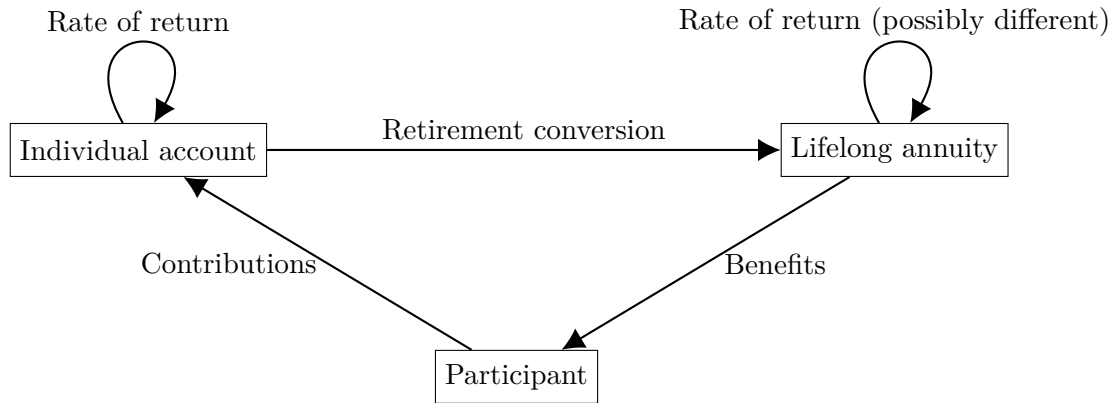 Rate of return
Rate of return (possibly different)
Individual account
Retirement conversion
Lifelong annuity
Contributions
Benefits
Participant